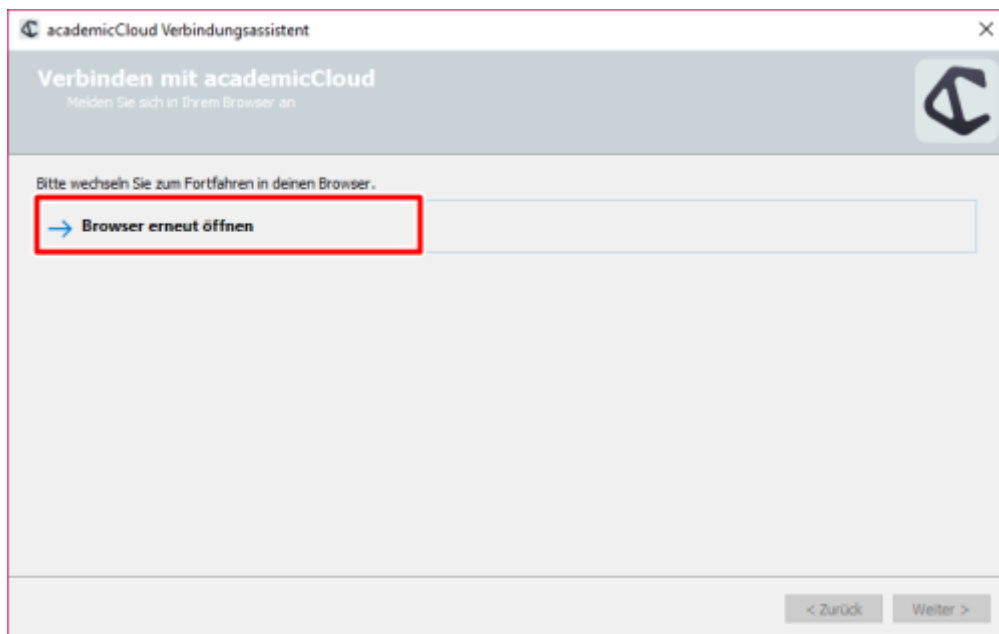 academicCloud Verbindungsassistent
Verbinden mit academicCloud
Melden Sie sich in Ihrem Browser an
Bitte wechseln Sie zum Fortfahren in deinen Browser.
Browser erneut öffnen
< Zurück Weiter >